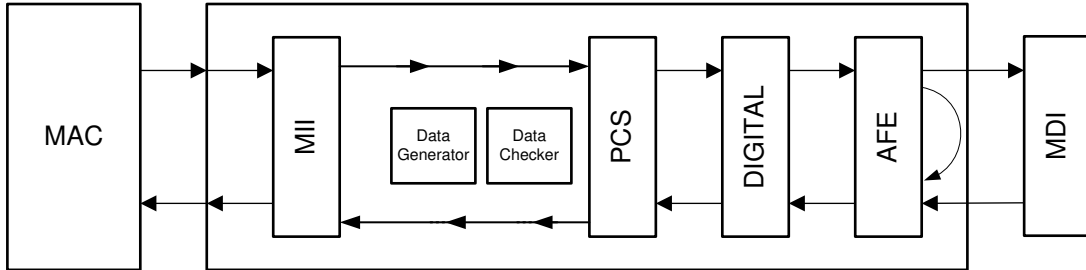 MAC
MII
Data
Generator
Data
Checker
PCS
DIGITAL
AFE
MDI